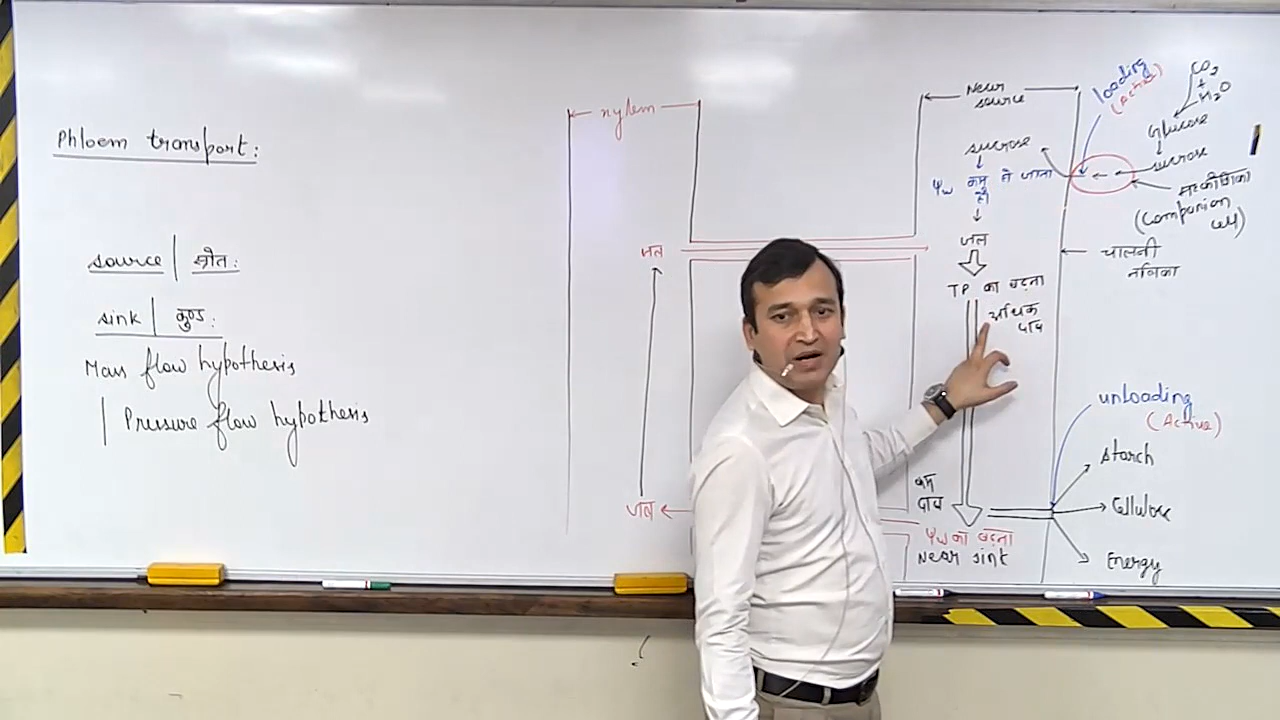 Phloem transport:
source | स्रोत:
sink | कुण्ड:
Mass flow hypothesis
| Pressure flow hypothesis
xylem
जल
जल
Near
source
sucrose
Ψw कम हो जाना
जल
TP का बढ़ना
अधिक
दाब
कम
दाब
Ψw का बढ़ना
Near sink
loading
(Active)
CO2
+
H2O
Glucose
sucrose
सहकोशिका
(Companion
cell)
चालनी
नलिका
unloading
(Active)
Starch
Cellulose
Energy